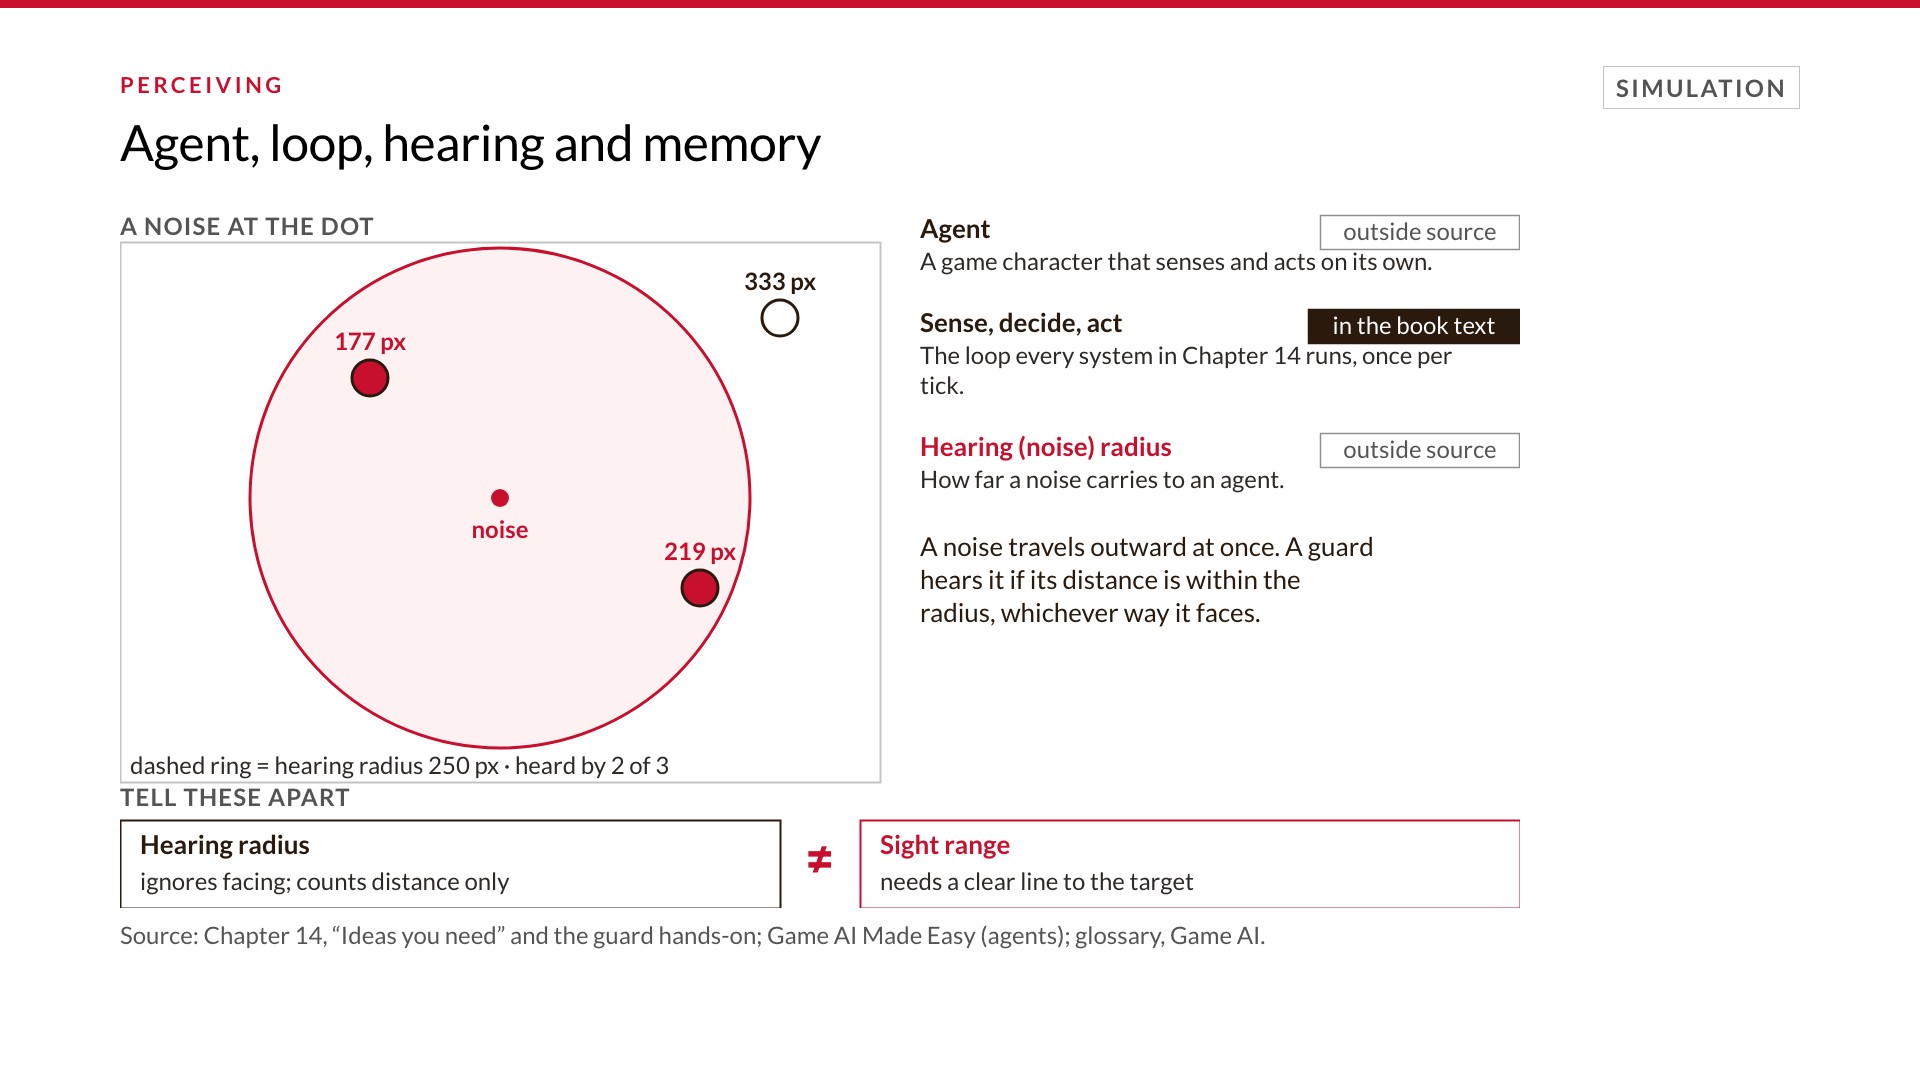 PERCEIVING
SIMULATION
Agent, loop, hearing and memory
A NOISE AT THE DOT
333 px
177 px
noise
219 px
dashed ring = hearing radius 250 px · heard by 2 of 3
Agent
outside source
A game character that senses and acts on its own.
Sense, decide, act
in the book text
The loop every system in Chapter 14 runs, once per
tick.
Hearing (noise) radius
outside source
How far a noise carries to an agent.
A noise travels outward at once. A guard
hears it if its distance is within the
radius, whichever way it faces.
TELL THESE APART
Hearing radius
ignores facing; counts distance only
≠
Sight range
needs a clear line to the target
Source: Chapter 14, “Ideas you need” and the guard hands-on; Game AI Made Easy (agents); glossary, Game AI.